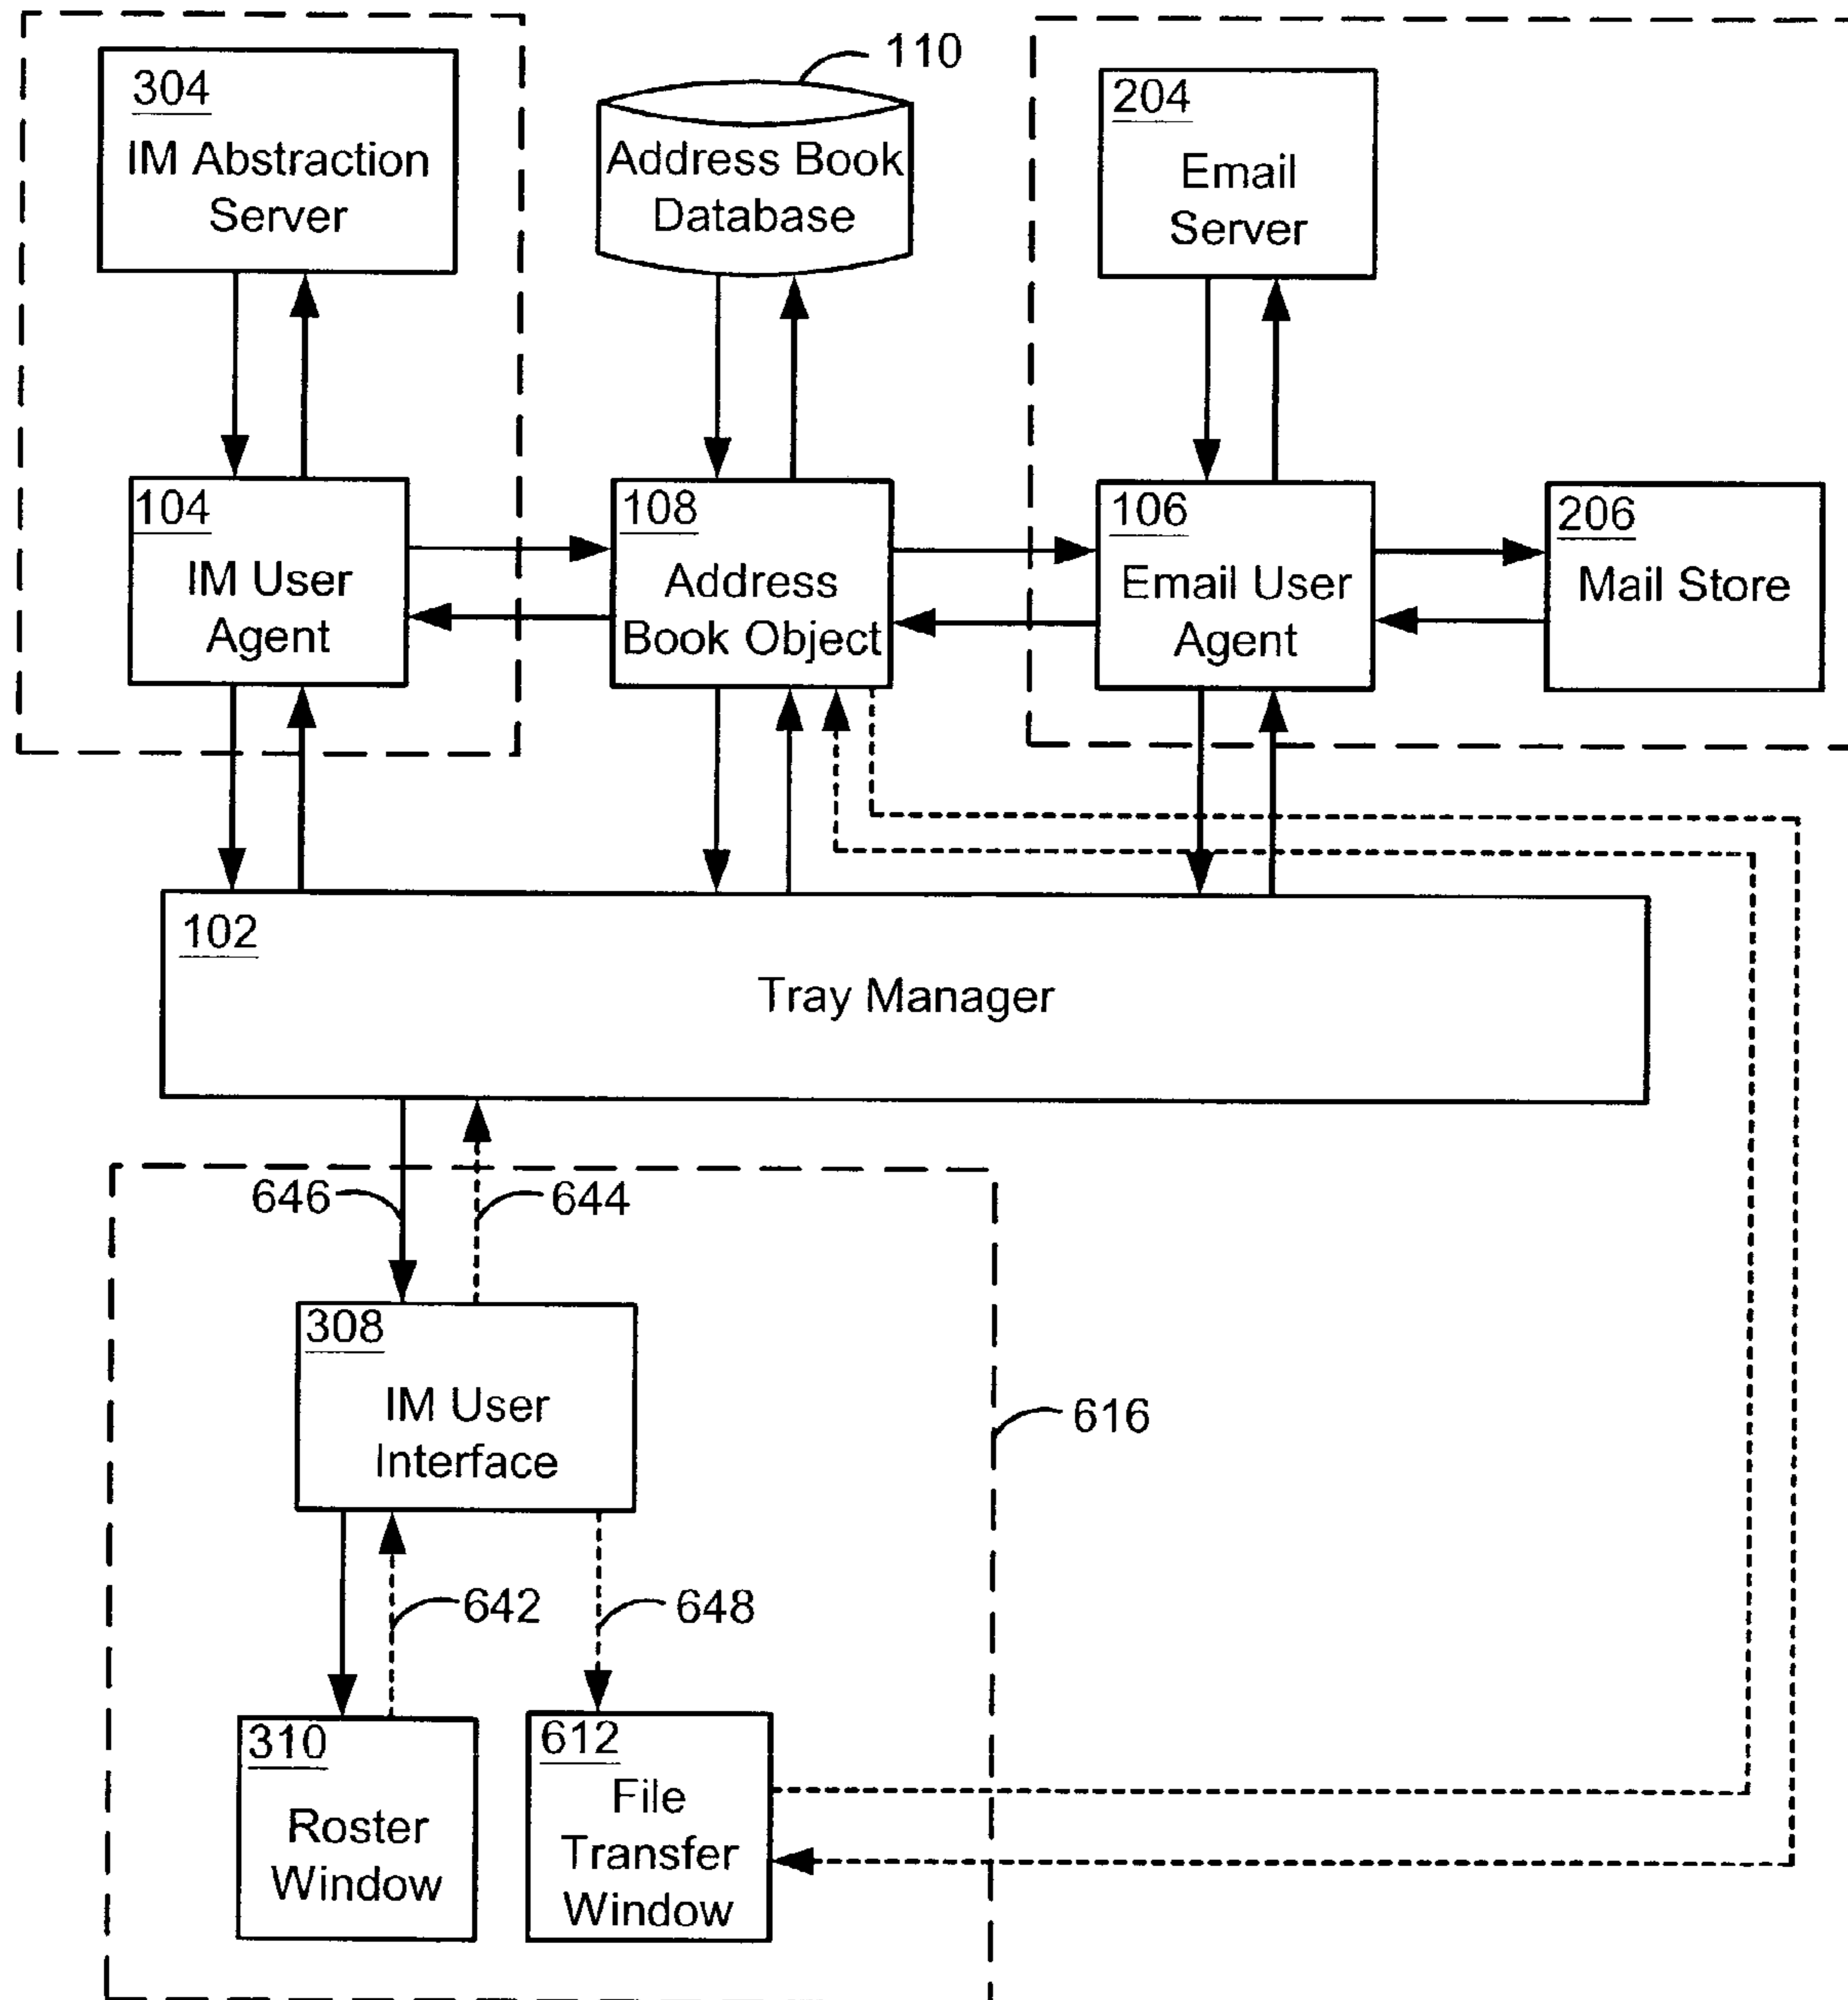 110
304
IM Abstraction
Server
Address Book
Database
204
Email
Server
104
IM User
Agent
108
Address
Book Object
106
Email User
Agent
206
Mail Store
102
Tray Manager
646
644
308
IM User
Interface
616
642
648
310
Roster
Window
612
File
Transfer
Window